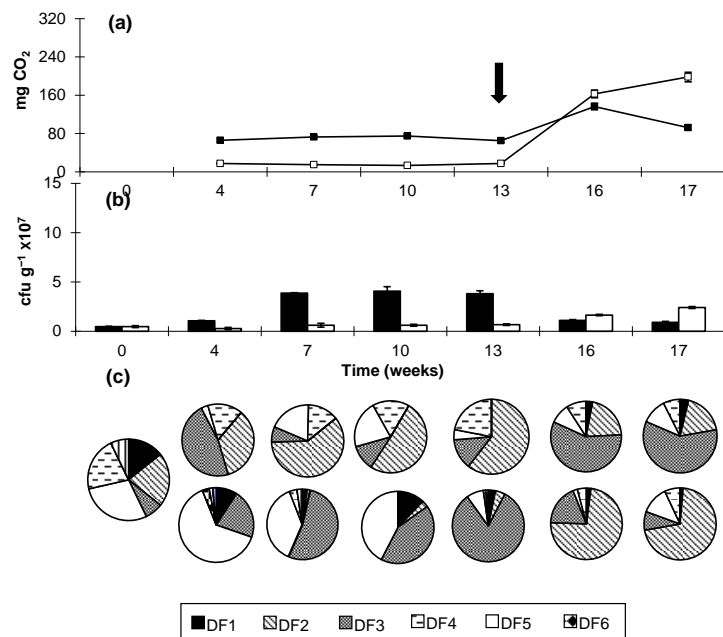 (a)
320
240
160
80
0
mg CO₂
0 4 7 10 13 16 17
(b)
15
10
5
0
cfu g⁻¹ x10⁷
0 4 7 10 13 16 17
Time (weeks)
(c)
DF1 DF2 DF3 DF4 DF5 DF6